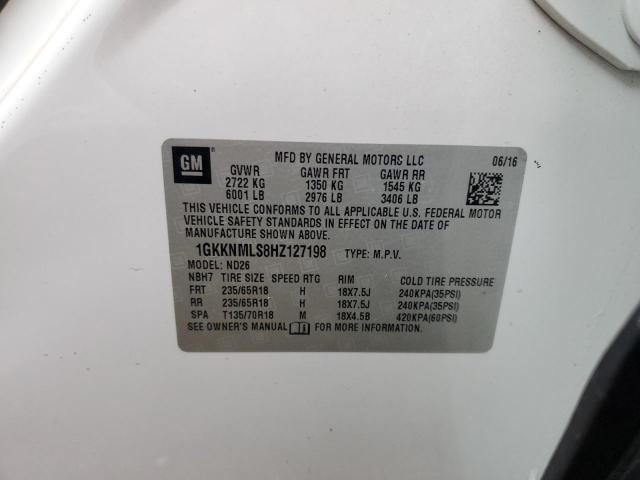 GM
MFD BY GENERAL MOTORS LLC 06/16
GVWR GAWR FRT GAWR RR
2722 KG 1350 KG 1545 KG
6001 LB 2976 LB 3406 LB
THIS VEHICLE CONFORMS TO ALL APPLICABLE U.S. FEDERAL MOTOR
VEHICLE SAFETY STANDARDS IN EFFECT ON THE DATE OF
MANUFACTURE SHOWN ABOVE.
1GKKNMLS8HZ127198 TYPE: M.P.V.
MODEL: ND26
NBH7 TIRE SIZE SPEED RTG RIM COLD TIRE PRESSURE
FRT 235/65R18 H 18X7.5J 240KPA(35PSI)
RR 235/65R18 H 18X7.5J 240KPA(35PSI)
SPA T135/70R18 M 18X4.5B 420KPA(60PSI)
SEE OWNER'S MANUAL FOR MORE INFORMATION